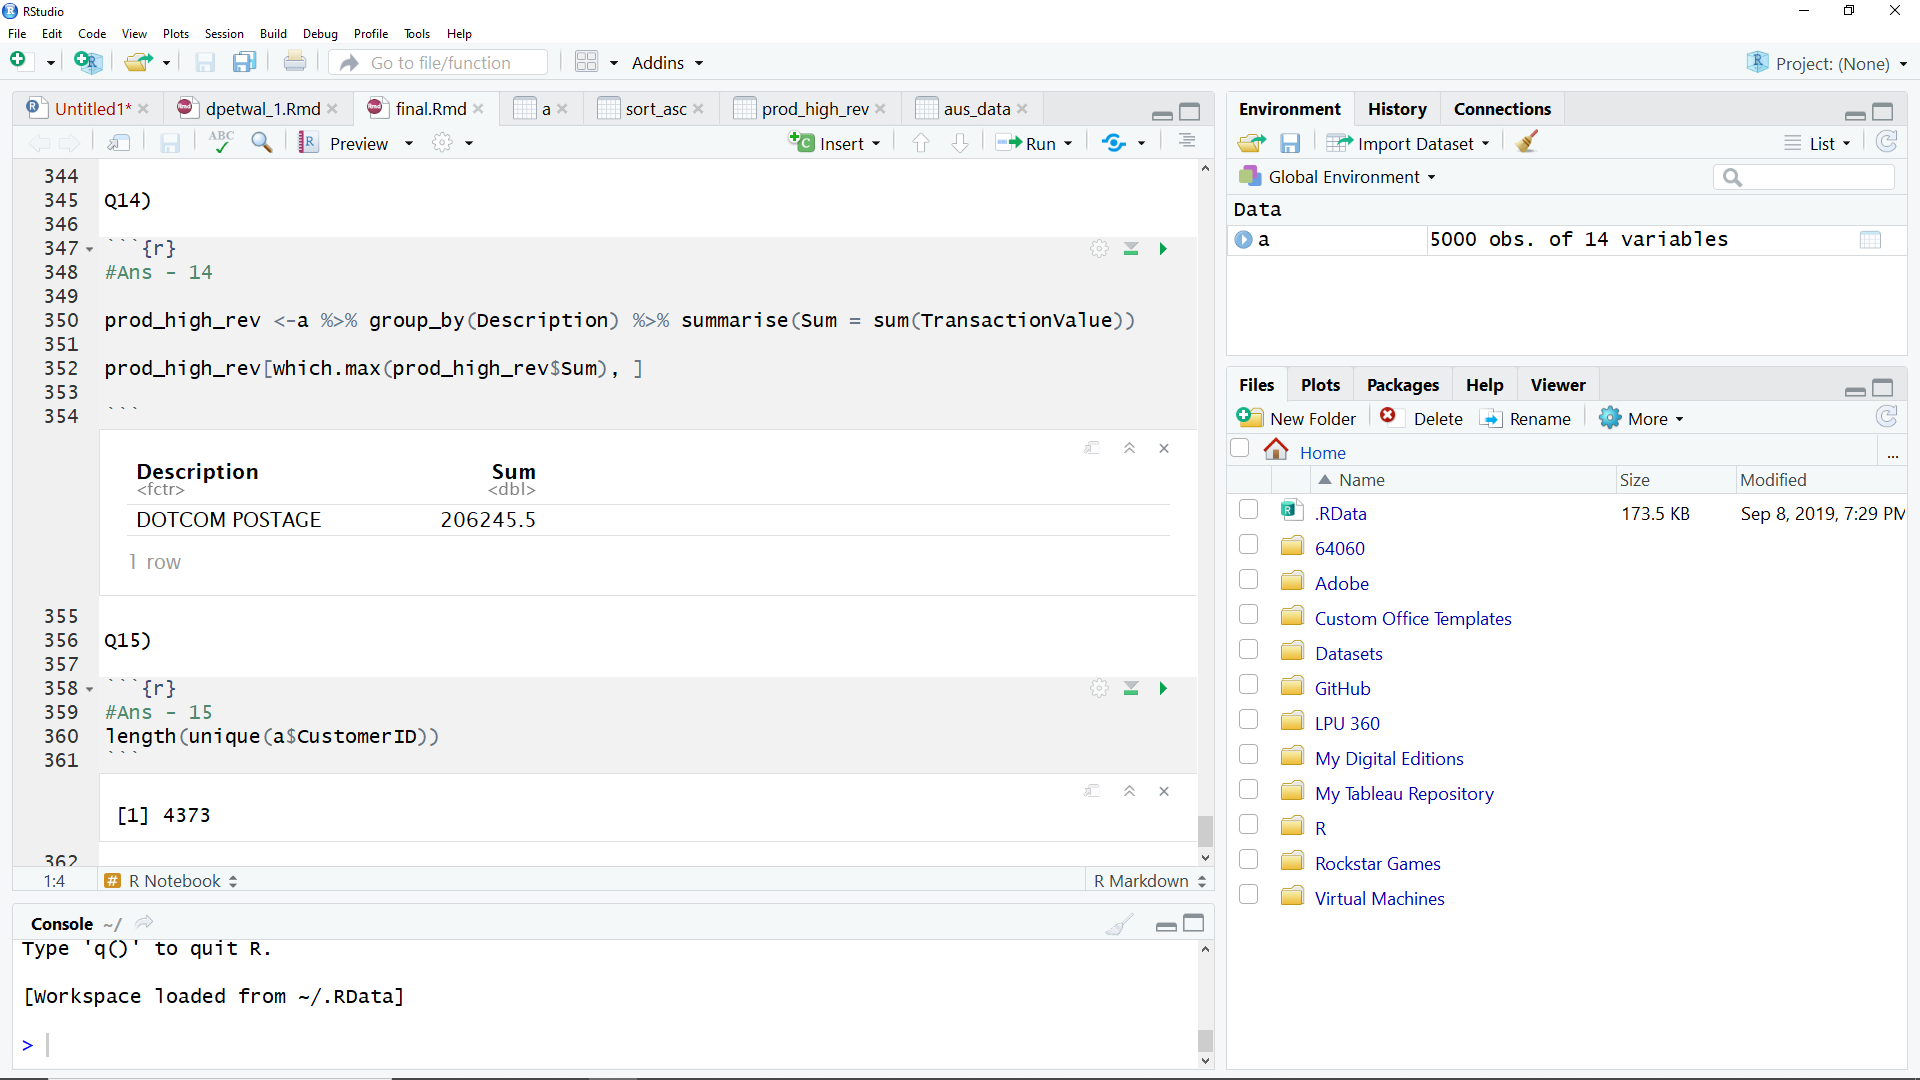 RStudio
File Edit Code View Plots Session Build Debug Profile Tools Help
Go to file/function Addins Project: (None)
Untitled1* dpetwal_1.Rmd final.Rmd a sort_asc prod_high_rev aus_data
ABC Preview Insert Run
344
345 Q14)
346
347 ```{r}
348 #Ans - 14
349
350 prod_high_rev <-a %>% group_by(Description) %>% summarise(Sum = sum(TransactionValue))
351
352 prod_high_rev[which.max(prod_high_rev$Sum), ]
353
354 ```
Description Sum
<fctr> <dbl>
DOTCOM POSTAGE 206245.5
1 row
355
356 Q15)
357
358 ```{r}
359 #Ans - 15
360 length(unique(a$CustomerID))
361 ```
[1] 4373
362
1:4 # R Notebook R Markdown
Console ~/
Type 'q()' to quit R.
[Workspace loaded from ~/.RData]
>
Environment History Connections
Import Dataset List
Global Environment
Data
a 5000 obs. of 14 variables
Files Plots Packages Help Viewer
New Folder Delete Rename More
Home ...
Name Size Modified
.RData 173.5 KB Sep 8, 2019, 7:29 PM
64060
Adobe
Custom Office Templates
Datasets
GitHub
LPU 360
My Digital Editions
My Tableau Repository
R
Rockstar Games
Virtual Machines